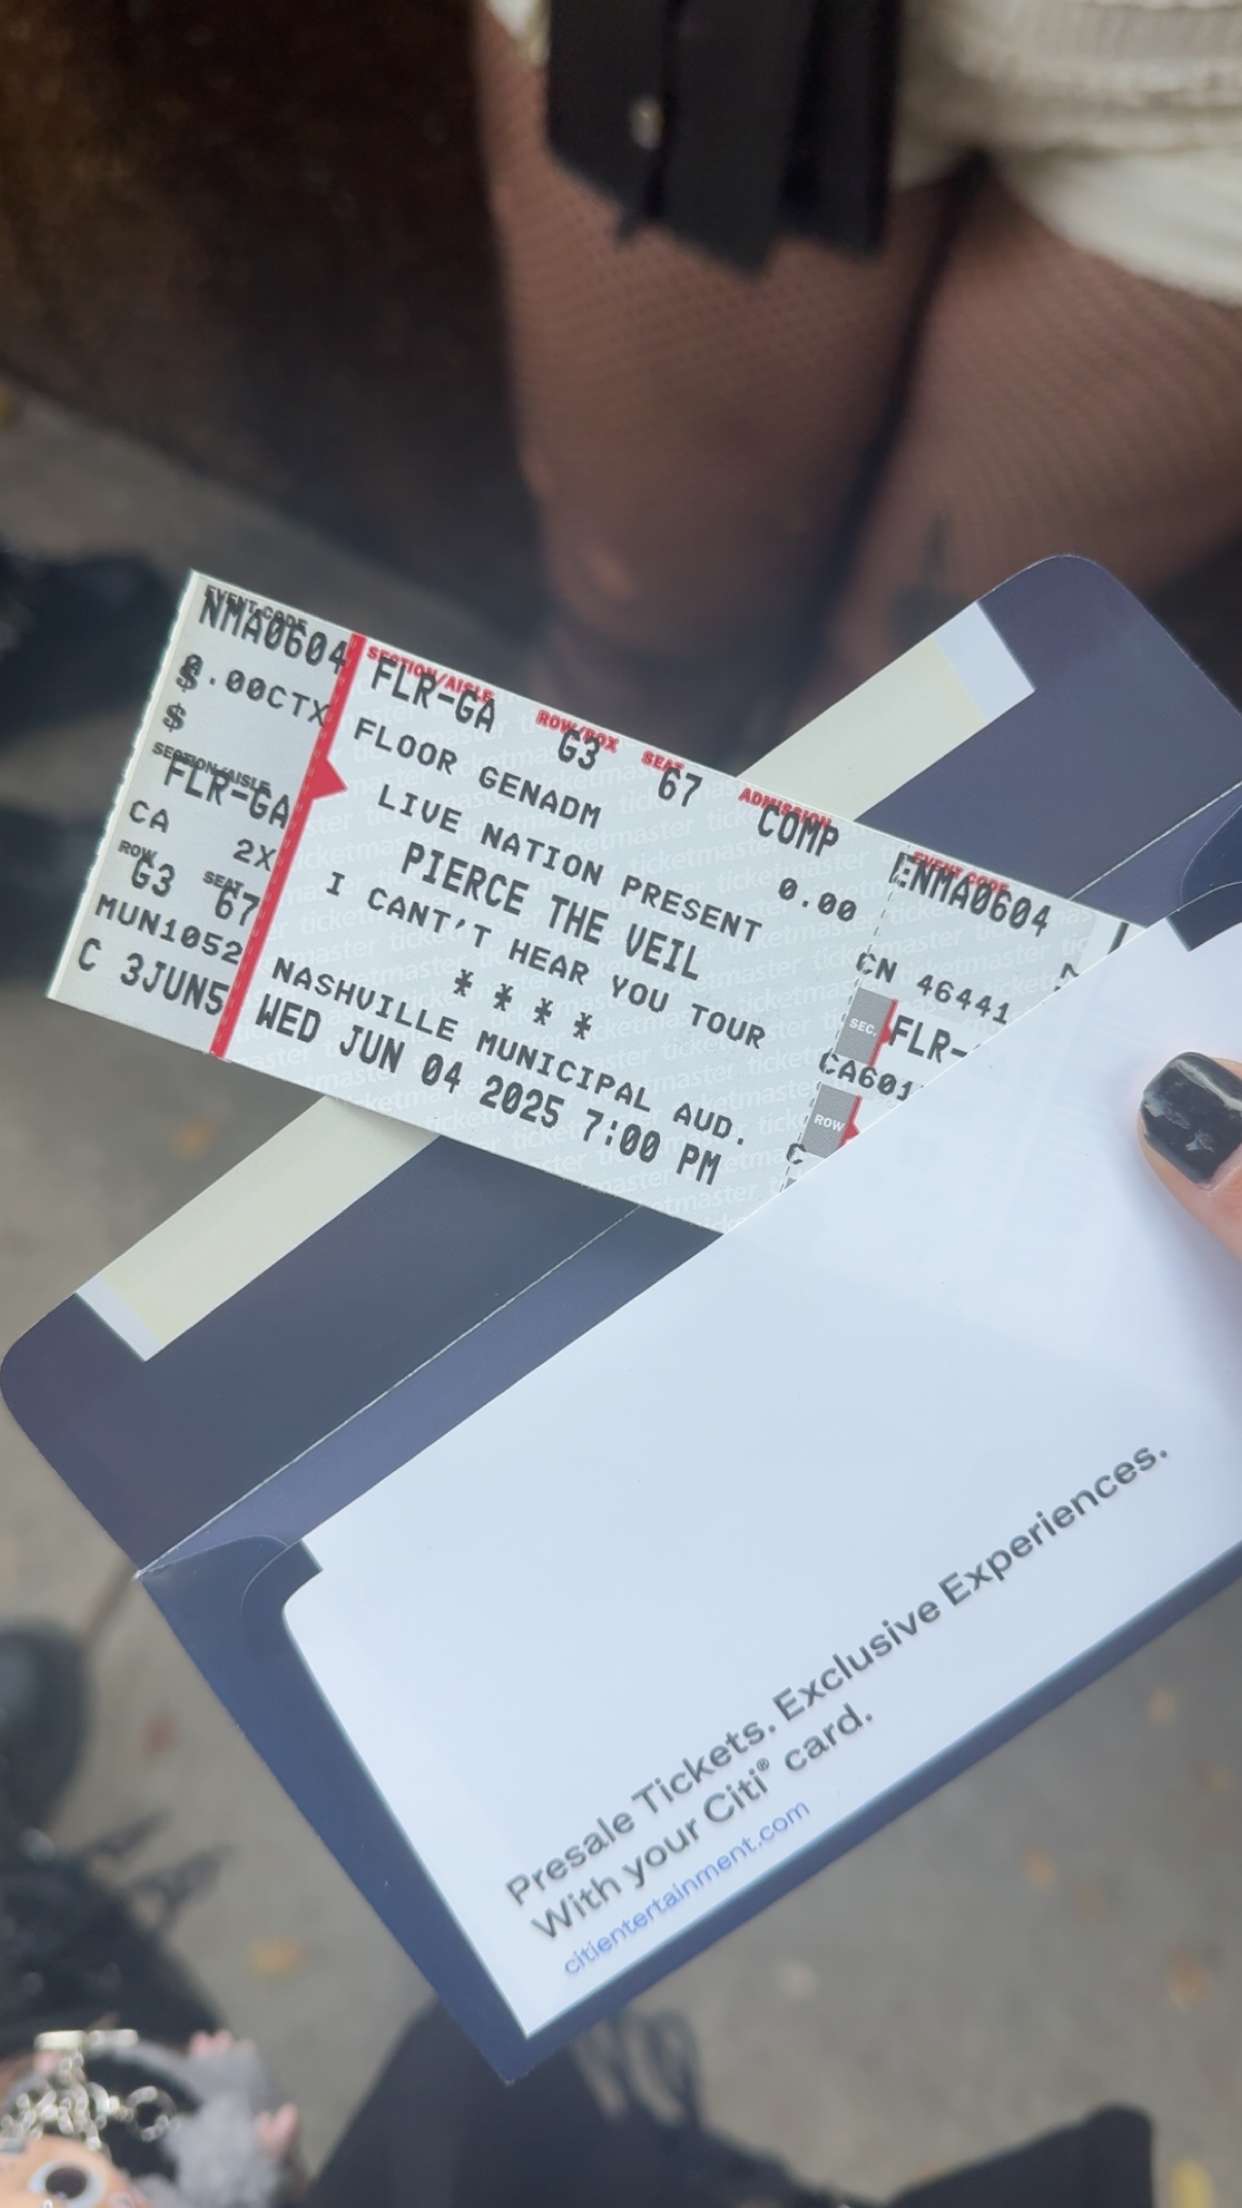 EVENT CODE
NMA0604
$ 0.00CTX
$
SECTION/AISLE
FLR-GA
CA 2X
ROW SEAT
G3 67
MUN1052
C 3JUN5
SECTION/AISLE ROW/BOX SEAT ADMISSION
FLR-GA G3 67 COMP
FLOOR GENADM 0.00
LIVE NATION PRESENT
PIERCE THE VEIL
I CANT'T HEAR YOU TOUR
* * * *
NASHVILLE MUNICIPAL AUD.
WED JUN 04 2025 7:00 PM
EVENT CODE
ENMA0604
CN 46441
SEC.
FLR-
CA601
ROW
C
Presale Tickets. Exclusive Experiences.
With your Citi® card.
citientertainment.com